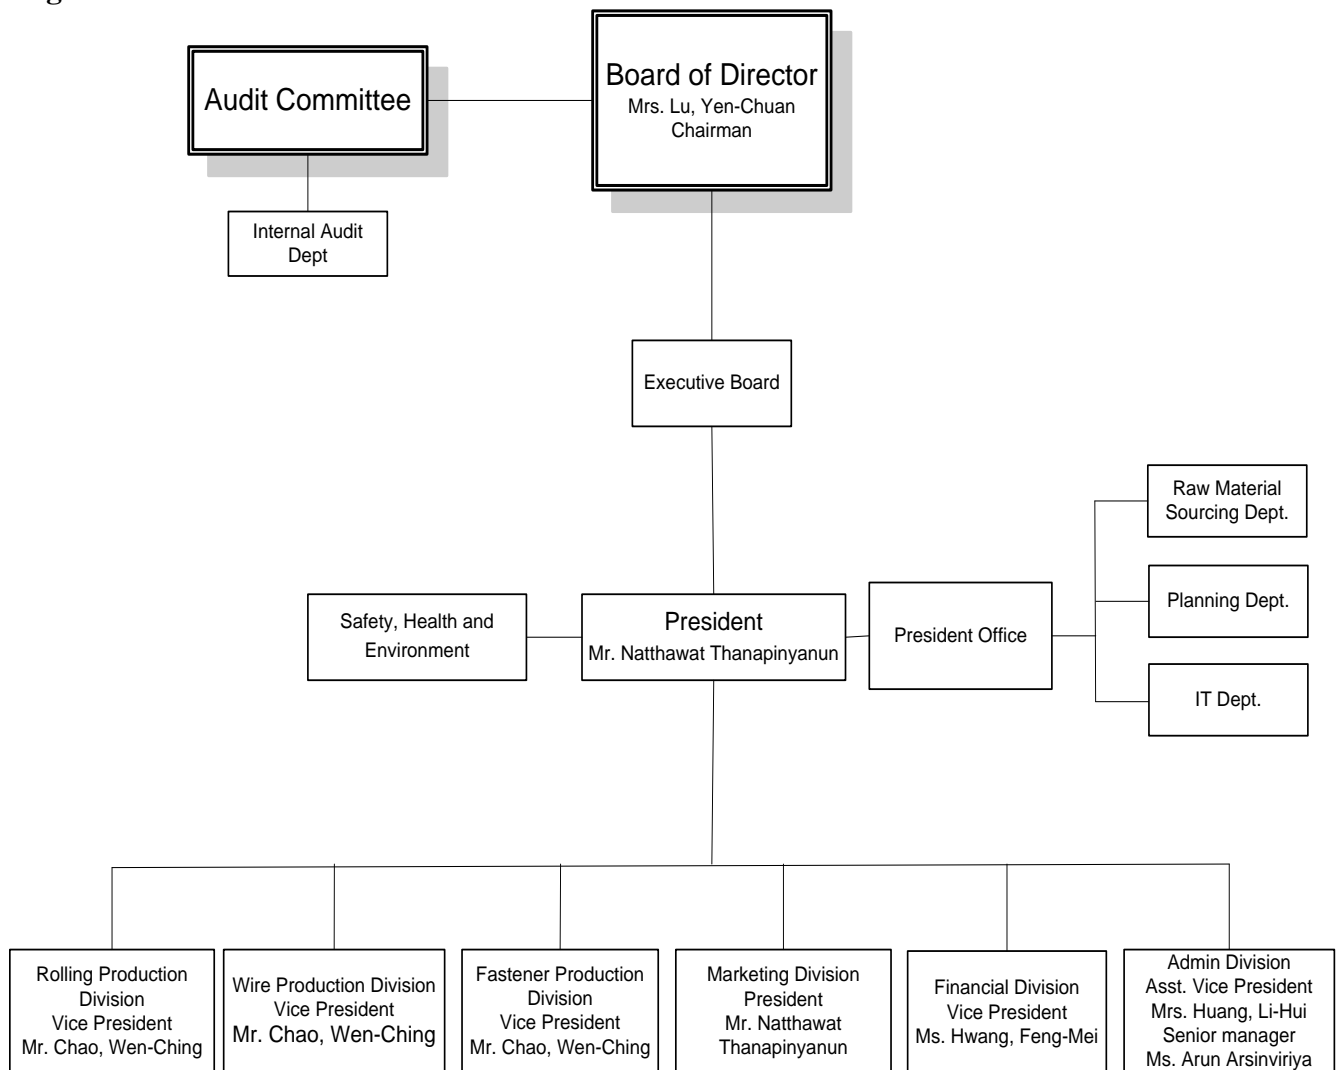 Audit Committee
Board of Director
Mrs. Lu, Yen-Chuan
Chairman
Internal Audit
Dept
Executive Board
Raw Material
Sourcing Dept.
Planning Dept.
IT Dept.
Safety, Health and
Environment
President
Mr. Natthawat Thanapinyanun
President Office
Rolling Production
Division
Vice President
Mr. Chao, Wen-Ching
Wire Production Division
Vice President
Mr. Chao, Wen-Ching
Fastener Production
Division
Vice President
Mr. Chao, Wen-Ching
Marketing Division
President
Mr. Natthawat
Thanapinyanun
Financial Division
Vice President
Ms. Hwang, Feng-Mei
Admin Division
Asst. Vice President
Mrs. Huang, Li-Hui
Senior manager
Ms. Arun Arsinviriya